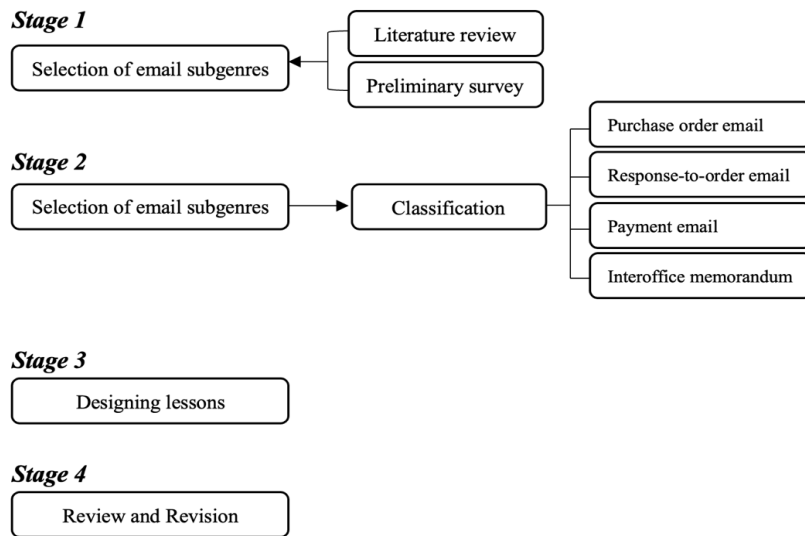 Stage 1
Literature review
Selection of email subgenres
Preliminary survey
Purchase order email
Stage 2
Response-to-order email
Selection of email subgenres
Classification
Payment email
Interoffice memorandum
Stage 3
Designing lessons
Stage 4
Review and Revision